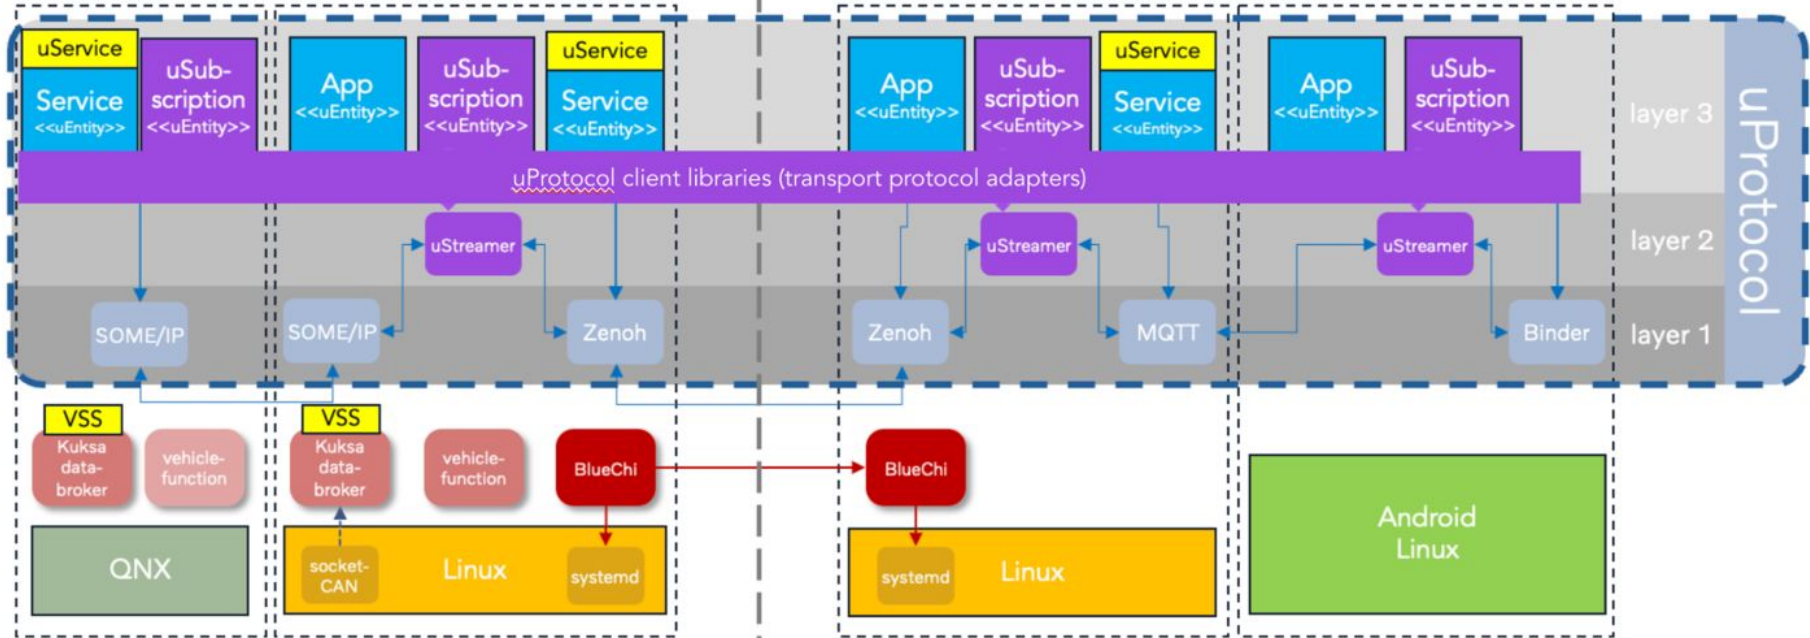 uService
Service
<<uEntity>>
uSub-
scription
<<uEntity>>
App
<<uEntity>>
uSub-
scription
<<uEntity>>
uService
Service
<<uEntity>>
App
<<uEntity>>
uSub-
scription
<<uEntity>>
uService
Service
<<uEntity>>
App
<<uEntity>>
uSub-
scription
<<uEntity>>
layer 3
uProtocol
uProtocol client libraries (transport protocol adapters)
uStreamer
uStreamer
uStreamer
layer 2
SOME/IP
SOME/IP
Zenoh
Zenoh
MQTT
Binder
layer 1
VSS
Kuksa
data-
broker
vehicle-
function
VSS
Kuksa
data-
broker
vehicle-
function
BlueChi
BlueChi
QNX
socket-
CAN
Linux
systemd
systemd
Linux
Android
Linux